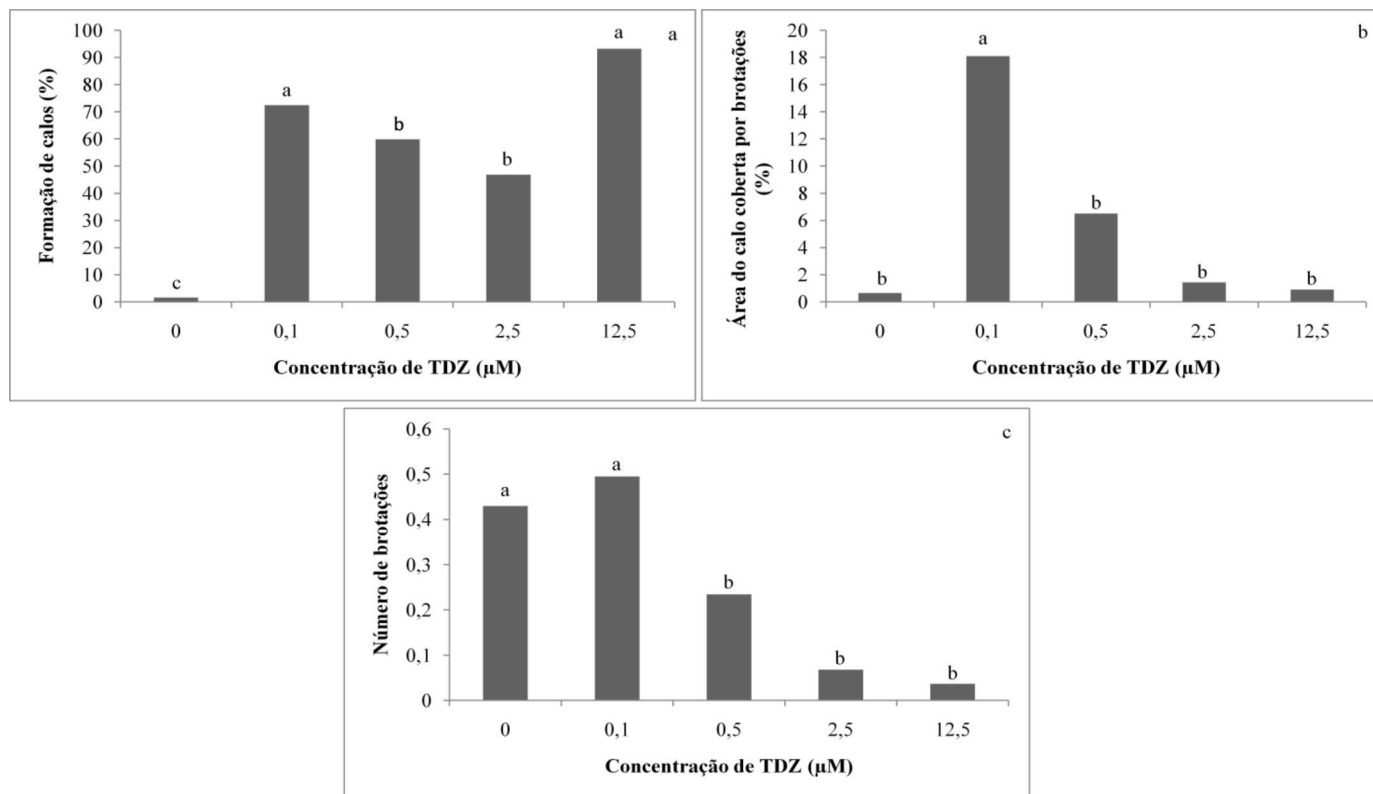 Formação de calos (%)
100
90
80
70
60
50
40
30
20
10
0
c
a
b
b
a
a
0 0,1 0,5 2,5 12,5
Concentração de TDZ (µM)
Área do calo coberta por brotações
(%)
20
18
16
14
12
10
8
6
4
2
0
b
a
b
b
b
b
0 0,1 0,5 2,5 12,5
Concentração de TDZ (µM)
Número de brotações
0,6
0,5
0,4
0,3
0,2
0,1
0
a
a
b
b
b
c
0 0,1 0,5 2,5 12,5
Concentração de TDZ (µM)